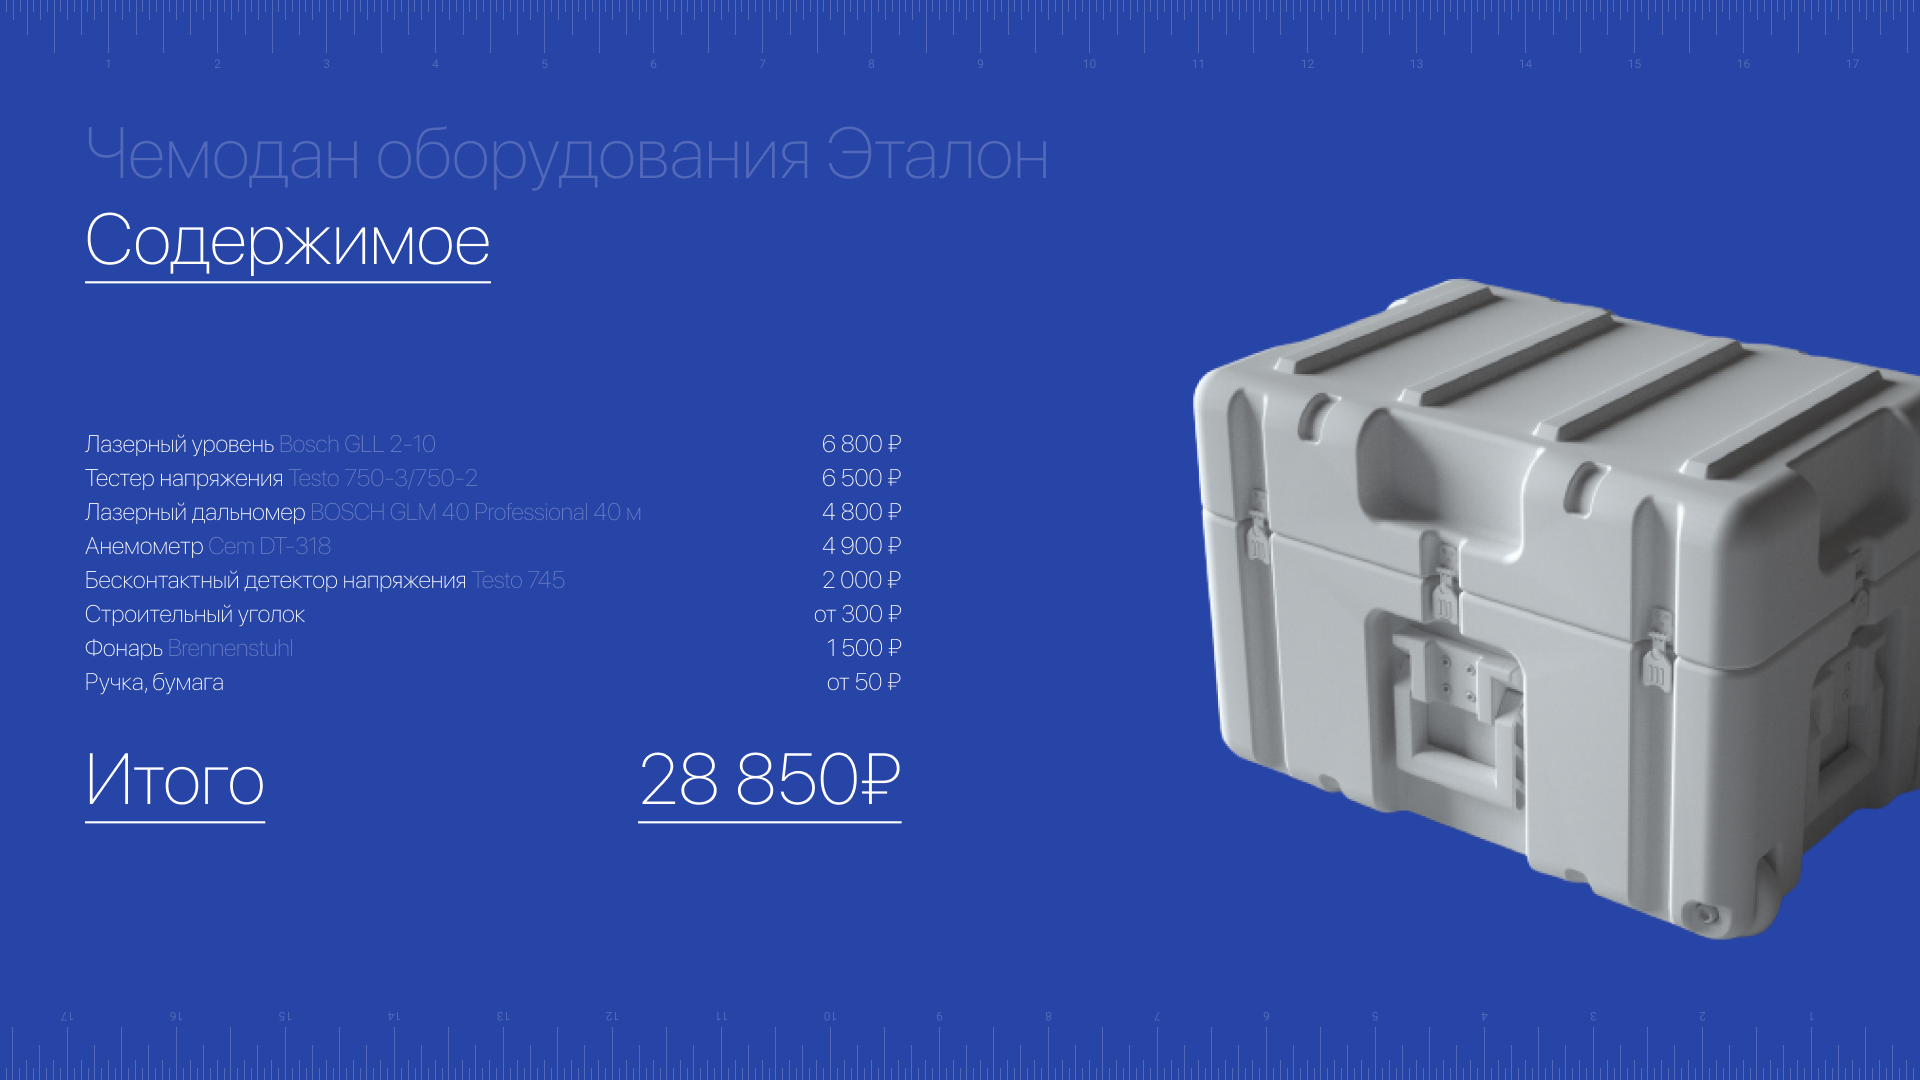 1 2 3 4 5 6 7 8 9 10 11 12 13 14 15 16 17
Чемодан оборудования Эталон
Содержимое
Лазерный уровень Bosch GLL 2-10 6 800 ₽
Тестер напряжения Testo 750-3/750-2 6 500 ₽
Лазерный дальномер BOSCH GLM 40 Professional 40 м 4 800 ₽
Анемометр Cem DT-318 4 900 ₽
Бесконтактный детектор напряжения Testo 745 2 000 ₽
Строительный уголок от 300 ₽
Фонарь Brennenstuhl 1 500 ₽
Ручка, бумага от 50 ₽
Итого 28 850₽
17 16 15 14 13 12 11 10 9 8 7 6 5 4 3 2 1